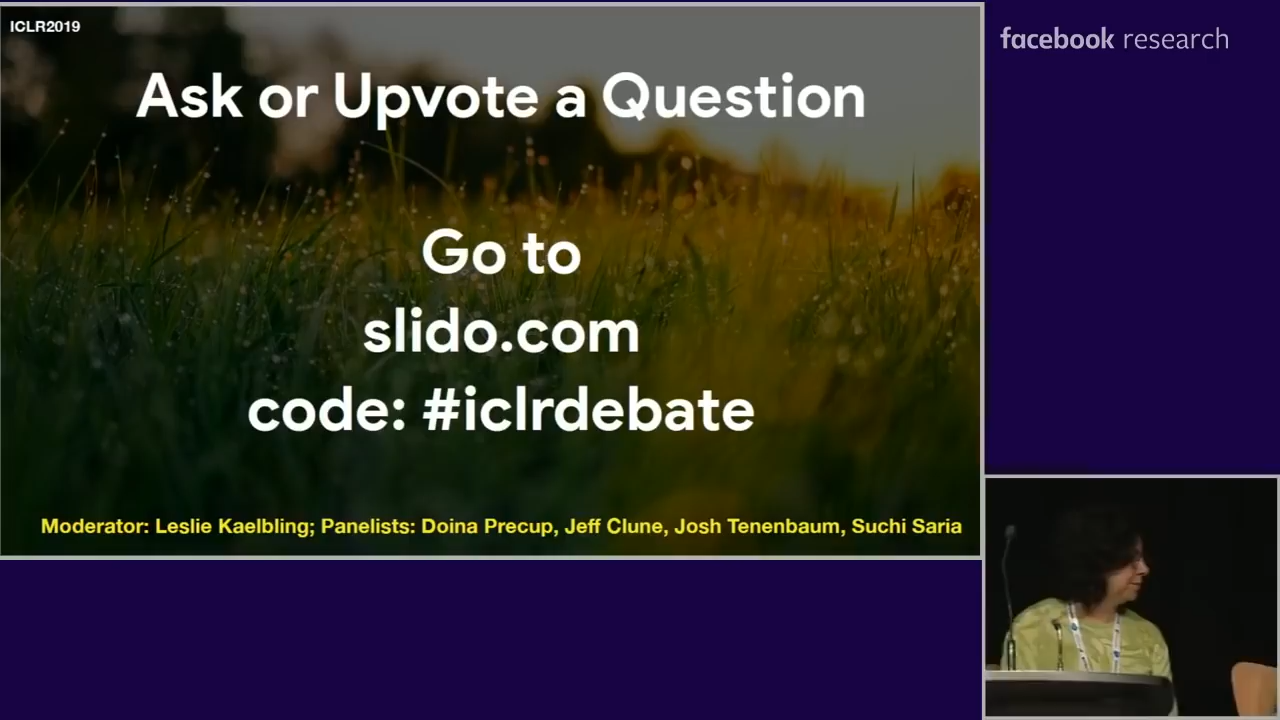 ICLR2019
facebook research
Ask or Upvote a Question
Go to
slido.com
code: #iclrdebate
Moderator: Leslie Kaelbling; Panelists: Doina Precup, Jeff Clune, Josh Tenenbaum, Suchi Saria